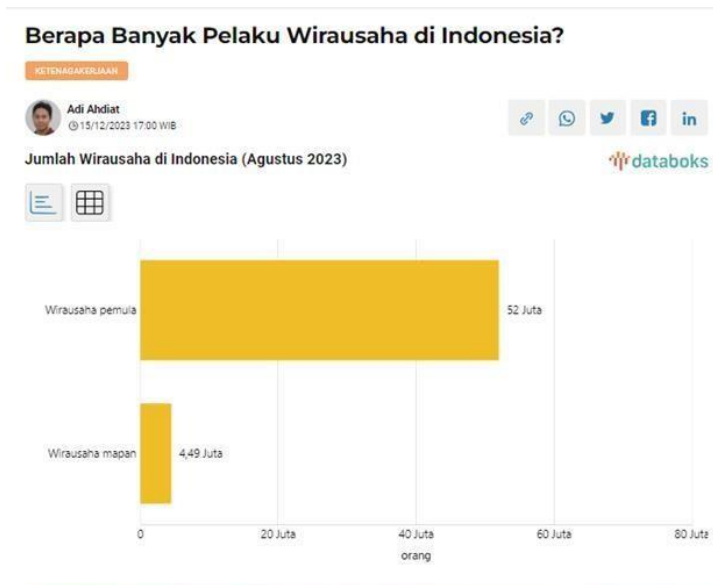 Berapa Banyak Pelaku Wirausaha di Indonesia?
KETENAGAKERJAAN
Adi Ahdiat
15/12/2023 17:00 WIB
in
Jumlah Wirausaha di Indonesia (Agustus 2023)
databoks
Wirausaha pemula
52 Juta
Wirausaha mapan
4,49 Juta
0
20 Juta
40 Juta
60 Juta
80 Juta
orang